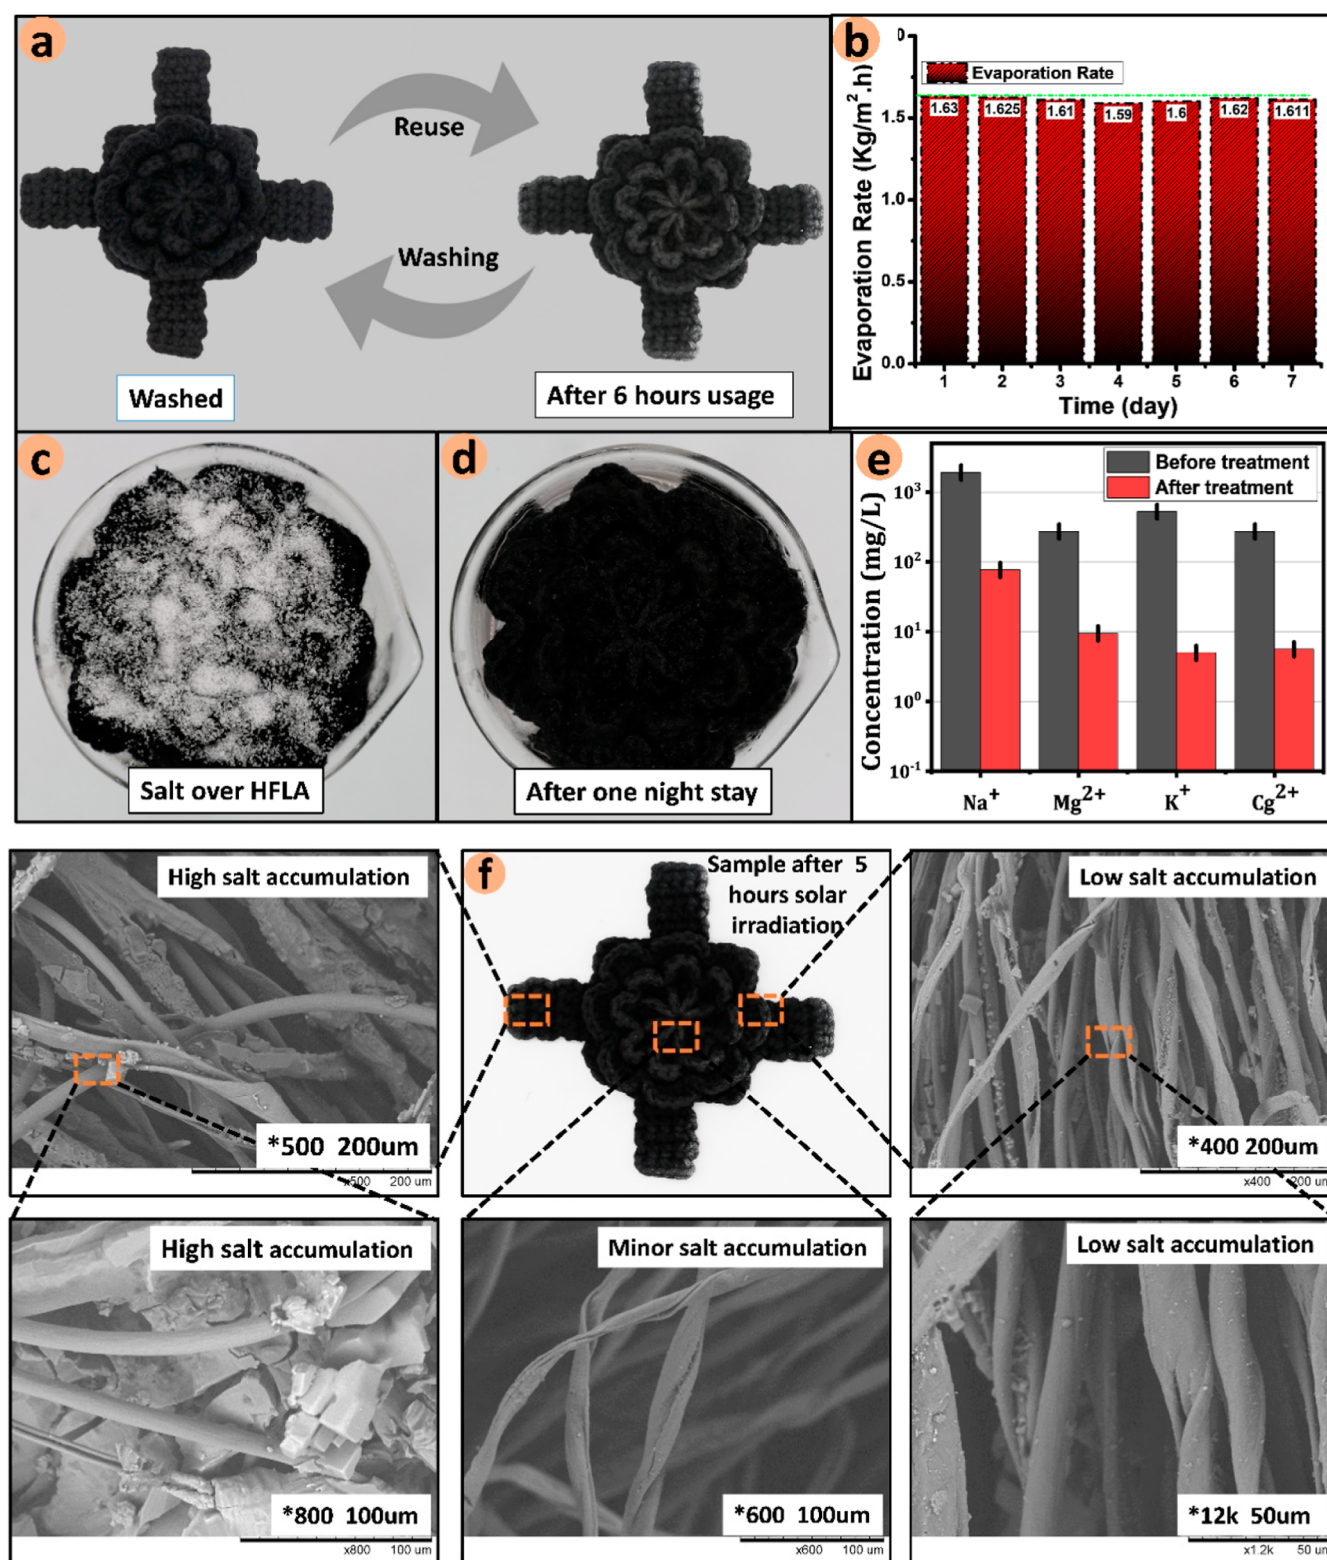 a
Reuse
Washing
Washed
After 6 hours usage
b
Evaporation Rate (Kg/m².h)
0
1.5
1.0
0.5
0.0
Evaporation Rate
1.63
1.625
1.61
1.59
1.6
1.62
1.611
1 2 3 4 5 6 7
Time (day)
c
Salt over HFLA
d
After one night stay
e
Concentration (mg/L)
10³
10²
10¹
10⁰
10⁻¹
Before treatment
After treatment
Na⁺ Mg²⁺ K⁺ Cg²⁺
High salt accumulation
*500 200um
x500 200 um
f
Sample after 5
hours solar
irradiation
Low salt accumulation
*400 200um
x400 200 um
High salt accumulation
*800 100um
x800 100 um
Minor salt accumulation
*600 100um
x600 100 um
Low salt accumulation
*12k 50um
x1.2k 50 um